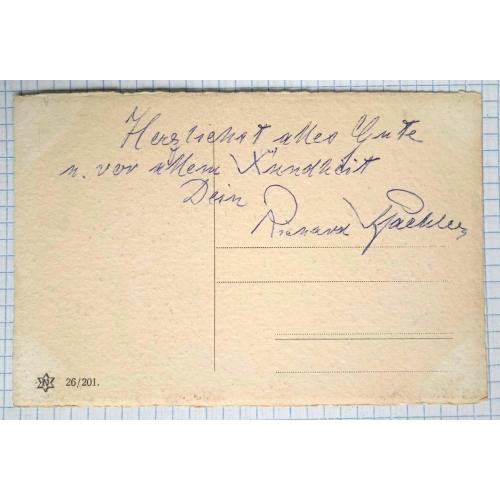 Herzlichst alles Gute
u. vor allem Xundheit
Dein
Richard
N 26/201.